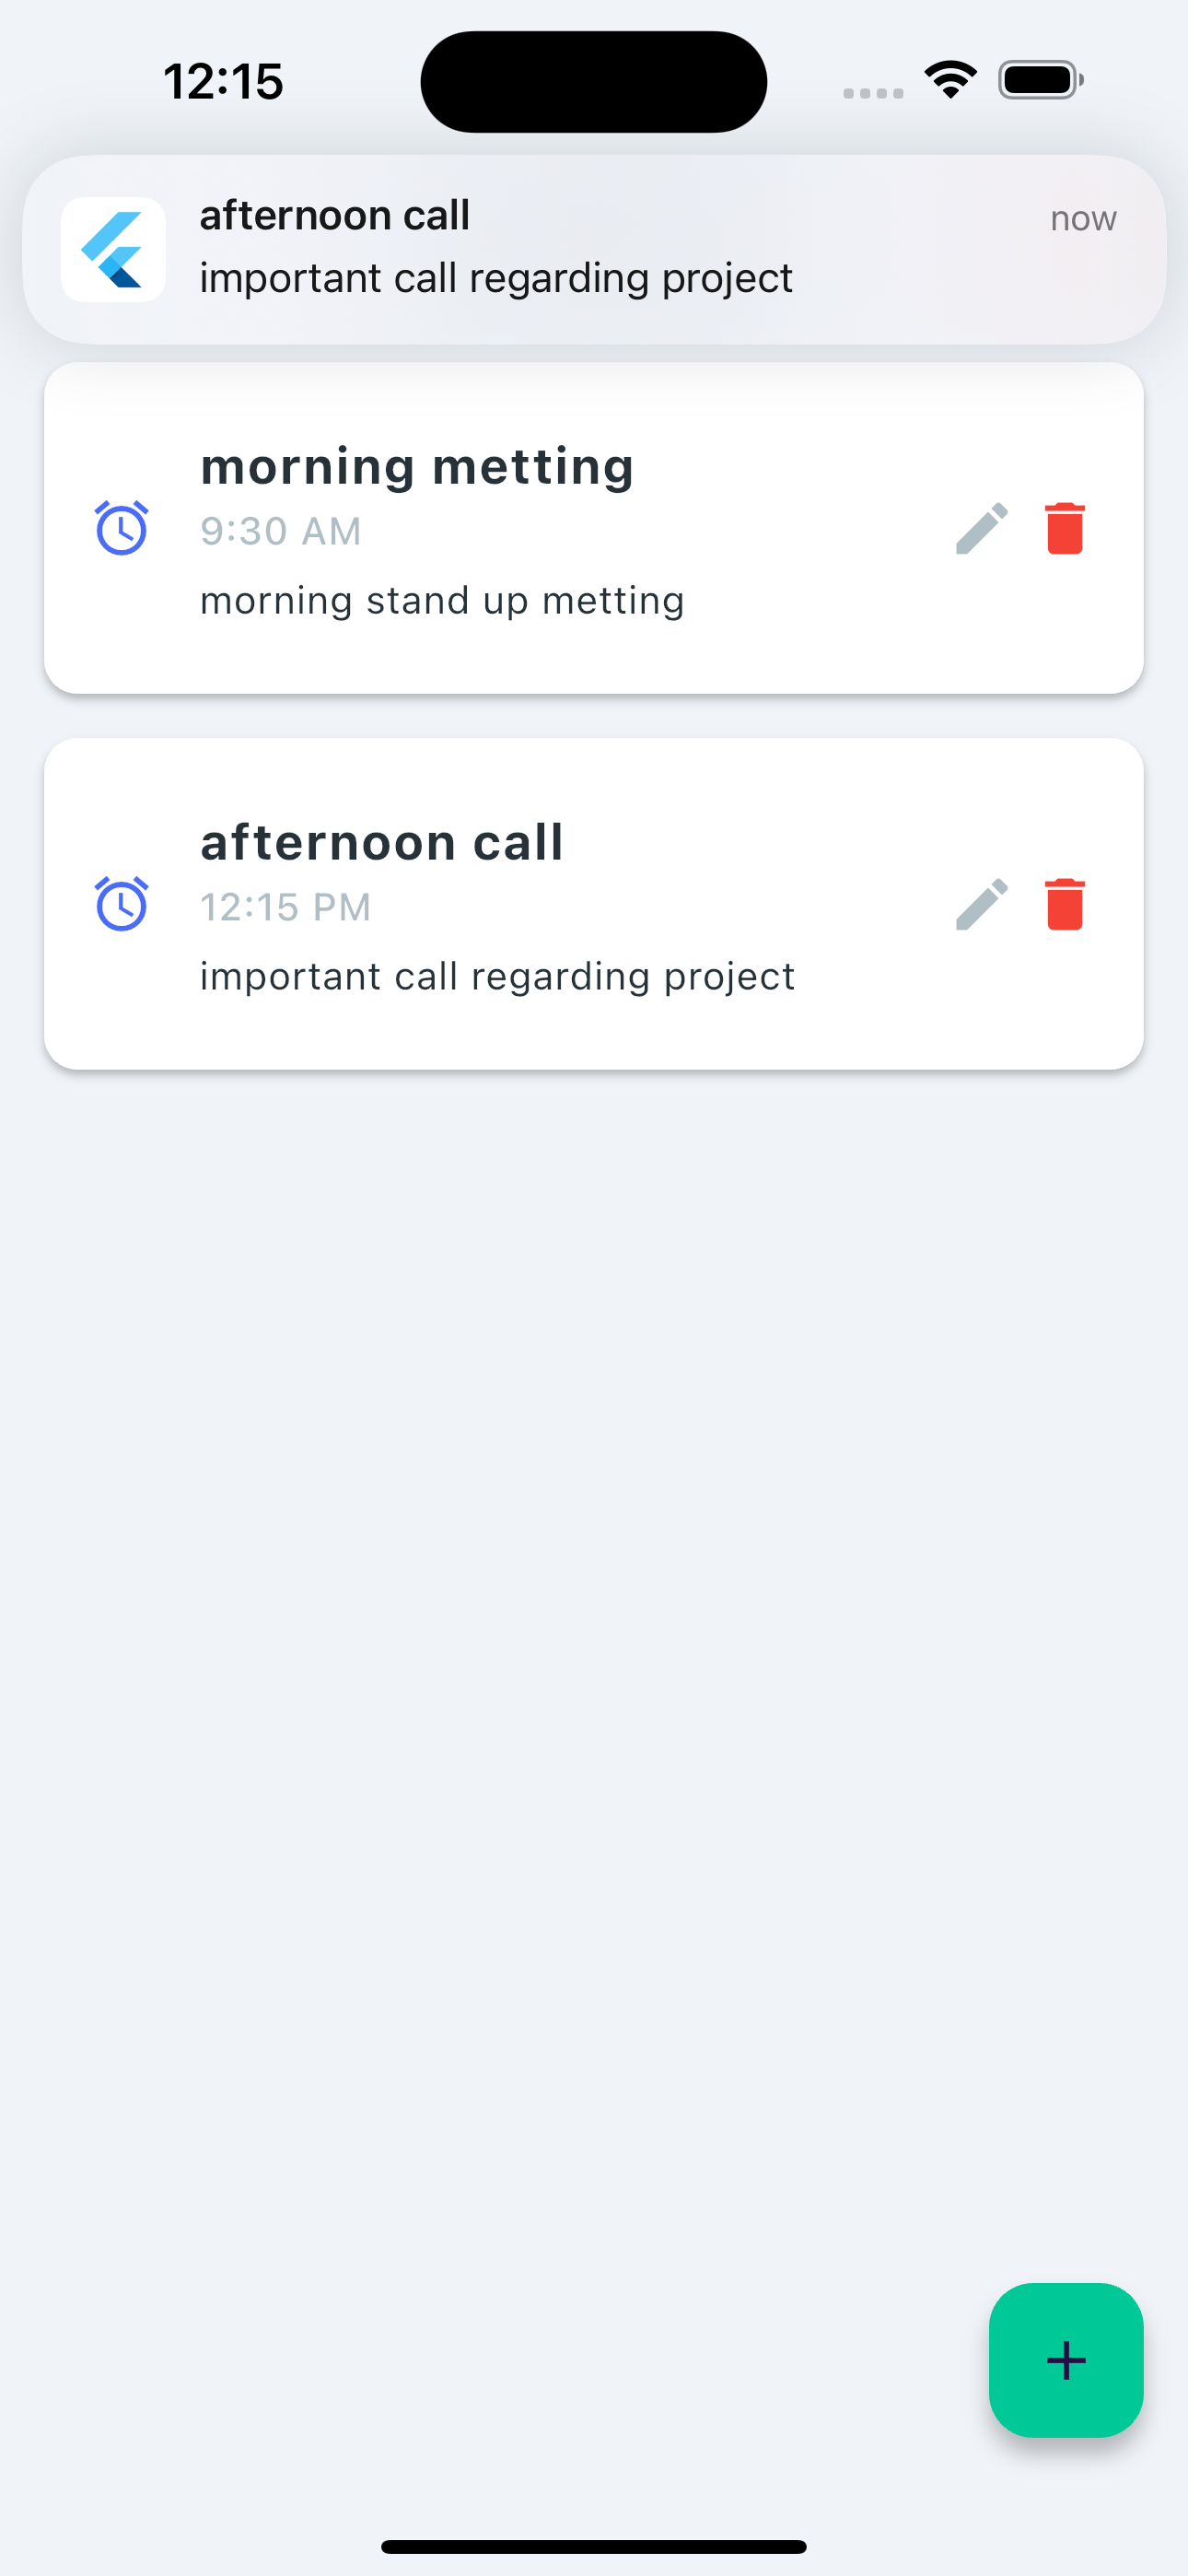 12:15
afternoon call
now
important call regarding project
morning metting
9:30 AM
morning stand up metting
afternoon call
12:15 PM
important call regarding project